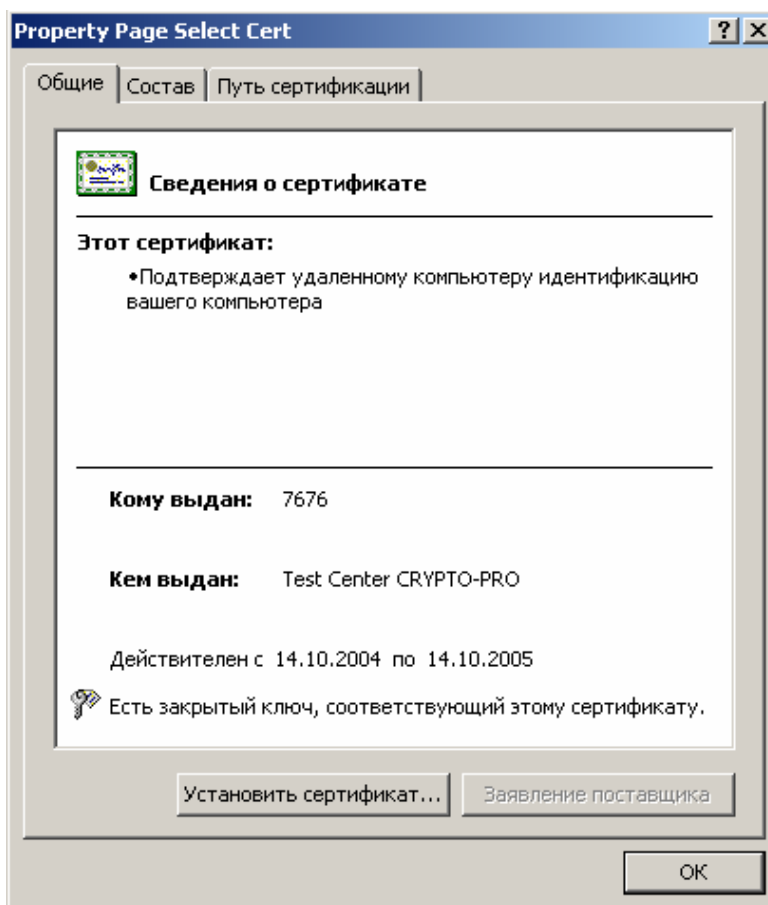 Property Page Select Cert
Общие Состав Путь сертификации
Сведения о сертификате
Этот сертификат:
•Подтверждает удаленному компьютеру идентификацию
вашего компьютера
Кому выдан: 7676
Кем выдан: Test Center CRYPTO-PRO
Действителен с 14.10.2004 по 14.10.2005
Есть закрытый ключ, соответствующий этому сертификату.
Установить сертификат... Заявление поставщика
ОК